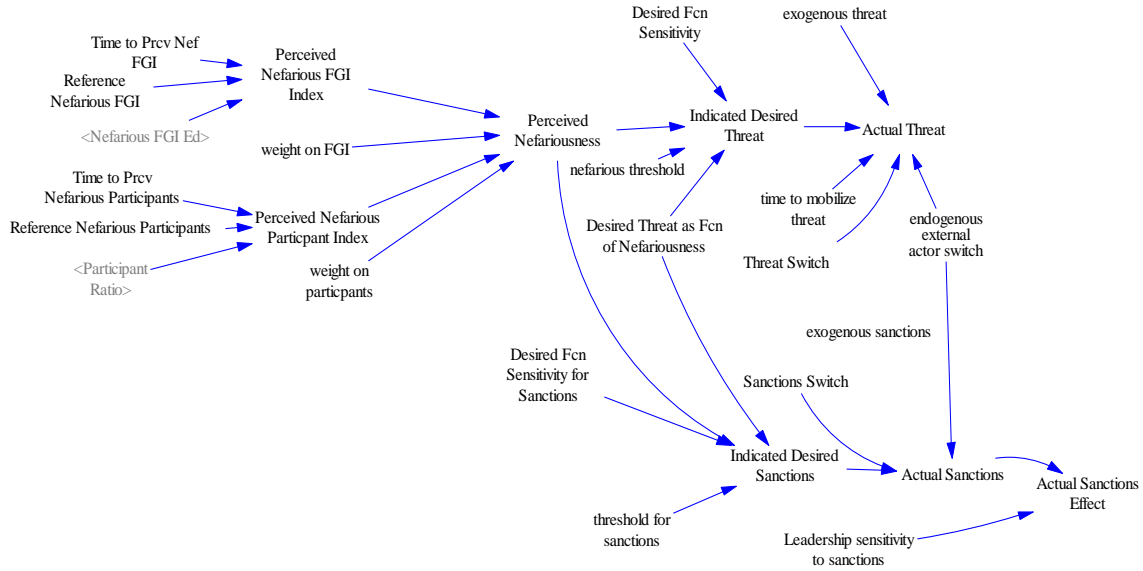 Desired Fcn
Sensitivity
exogenous threat
Time to Prcv Nef
FGI
Reference
Nefarious FGI
<Nefarious FGI Ed>
Perceived
Nefarious FGI
Index
weight on FGI
Time to Prcv
Nefarious Participants
Reference Nefarious Participants
<Participant
Ratio>
Perceived Nefarious
Particpant Index
weight on
particpants
Perceived
Nefariousness
Indicated Desired
Threat
Actual Threat
nefarious threshold
Desired Threat as Fcn
of Nefariousness
time to mobilize
threat
Threat Switch
endogenous
external
actor switch
exogenous sanctions
Desired Fcn
Sensitivity for
Sanctions
Sanctions Switch
Indicated Desired
Sanctions
Actual Sanctions
Actual Sanctions
Effect
threshold for
sanctions
Leadership sensitivity
to sanctions